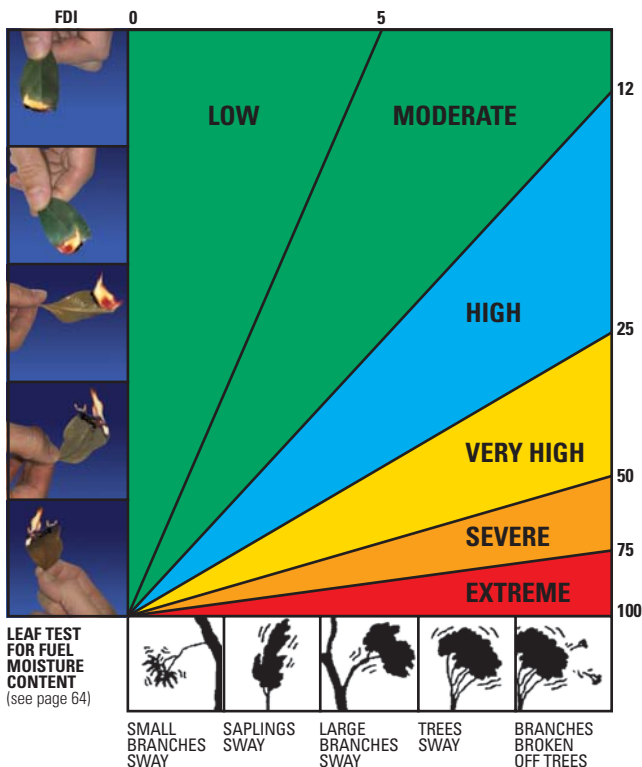 FDI 0 5
12
LOW MODERATE
HIGH
25
VERY HIGH
50
SEVERE
75
EXTREME
100
LEAF TEST
FOR FUEL
MOISTURE
CONTENT
(see page 64)
SMALL
BRANCHES
SWAY
SAPLINGS
SWAY
LARGE
BRANCHES
SWAY
TREES
SWAY
BRANCHES
BROKEN
OFF TREES